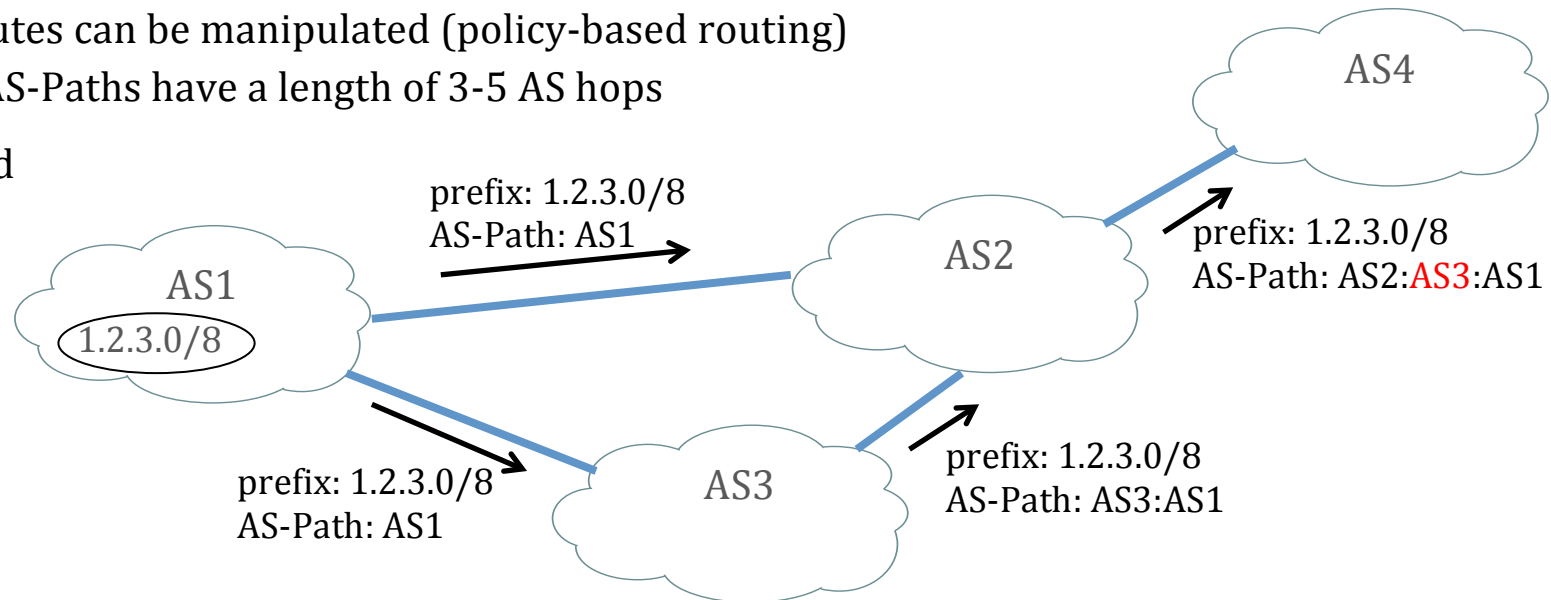 utes can be manipulated (policy-based routing)
AS-Paths have a length of 3-5 AS hops
d
AS4
prefix: 1.2.3.0/8
AS-Path: AS1
AS2
prefix: 1.2.3.0/8
AS-Path: AS2:AS3:AS1
AS1
1.2.3.0/8
prefix: 1.2.3.0/8
AS-Path: AS1
AS3
prefix: 1.2.3.0/8
AS-Path: AS3:AS1